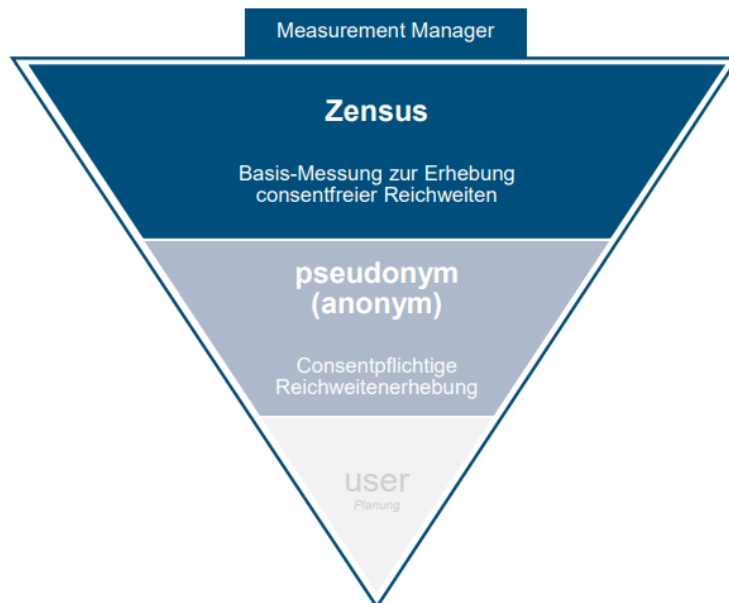 Measurement Manager
Zensus
Basis-Messung zur Erhebung
consentfreier Reichweiten
pseudonym
(anonym)
Consentpflichtige
Reichweitenerhebung
user
Planung